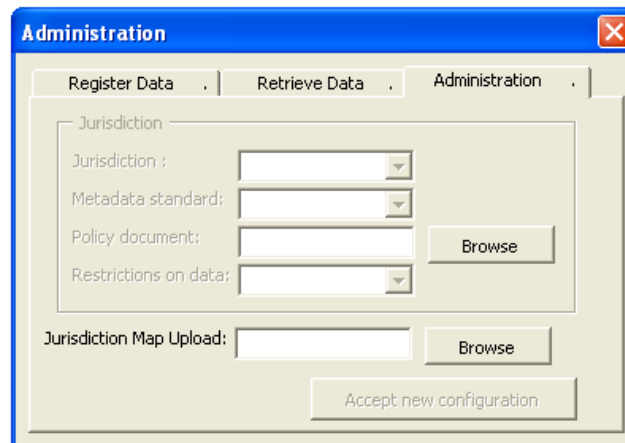 Administration
Register Data . Retrieve Data . Administration .
Jurisdiction
Jurisdiction :
Metadata standard:
Policy document: Browse
Restrictions on data:
Jurisdiction Map Upload: Browse
Accept new configuration